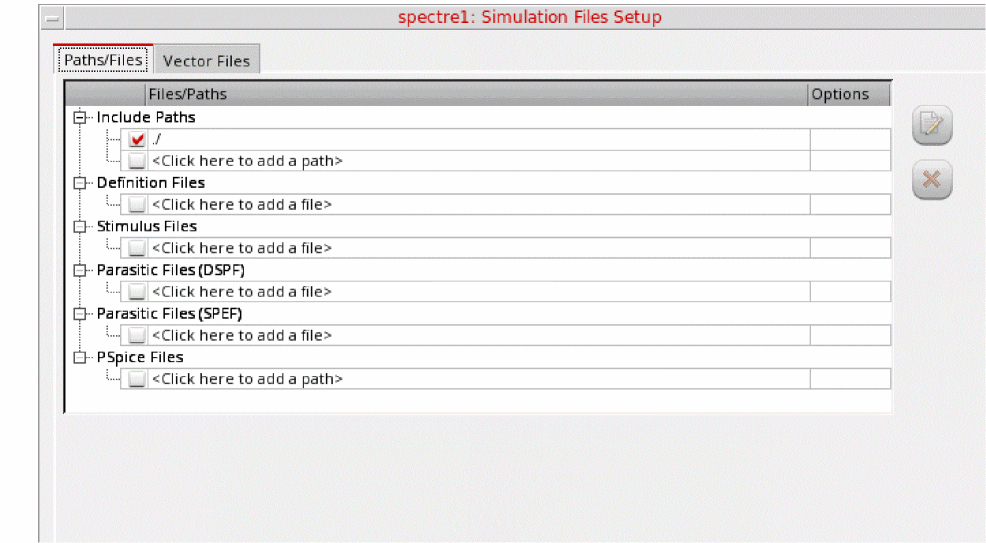 spectre1: Simulation Files Setup
Paths/Files Vector Files
Files/Paths Options
Include Paths
./
<Click here to add a path>
Definition Files
<Click here to add a file>
Stimulus Files
<Click here to add a file>
Parasitic Files (DSPF)
<Click here to add a file>
Parasitic Files (SPEF)
<Click here to add a file>
PSpice Files
<Click here to add a path>